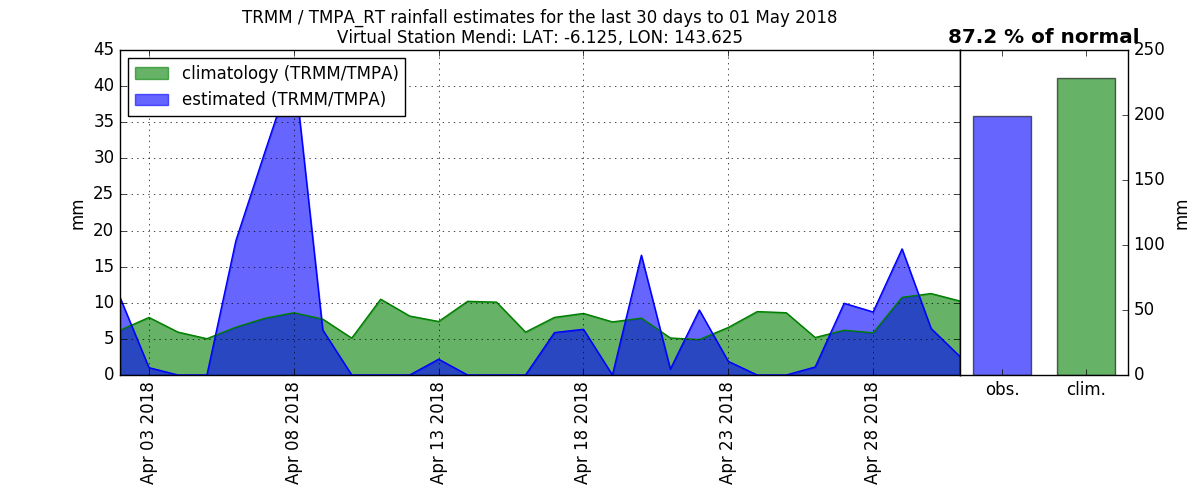 TRMM / TMPA_RT rainfall estimates for the last 30 days to 01 May 2018
Virtual Station Mendi: LAT: -6.125, LON: 143.625
87.2 % of normal
climatology (TRMM/TMPA)
estimated (TRMM/TMPA)
mm
45
40
35
30
25
20
15
10
5
0
Apr 03 2018
Apr 08 2018
Apr 13 2018
Apr 18 2018
Apr 23 2018
Apr 28 2018
250
200
150
100
50
0
mm
obs.
clim.